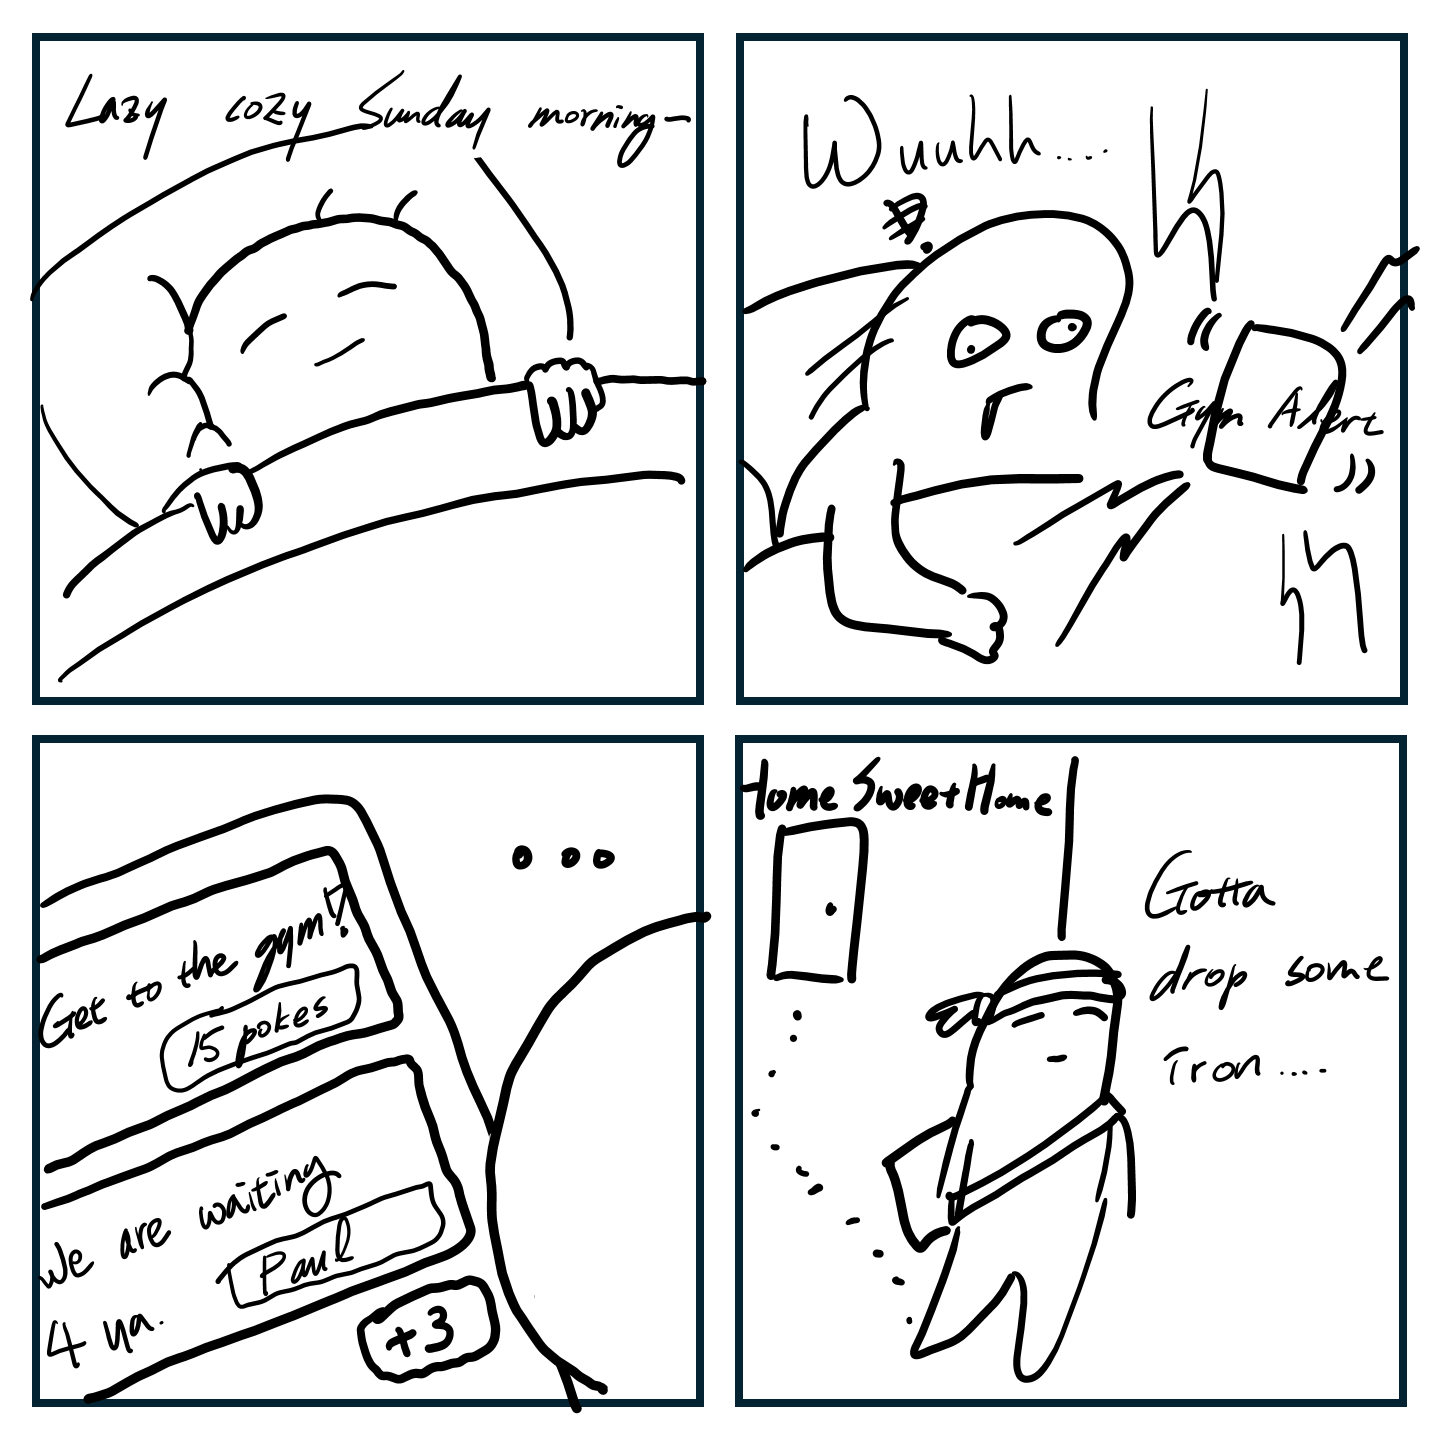 Lazy cozy Sunday morning—
Wuuhh.....
Gym Alert
Get to the gym!
15 pokes
We are waiting
4 ya.
Paul
+3
...
Home Sweet Home
Gotta
drop some
Iron....